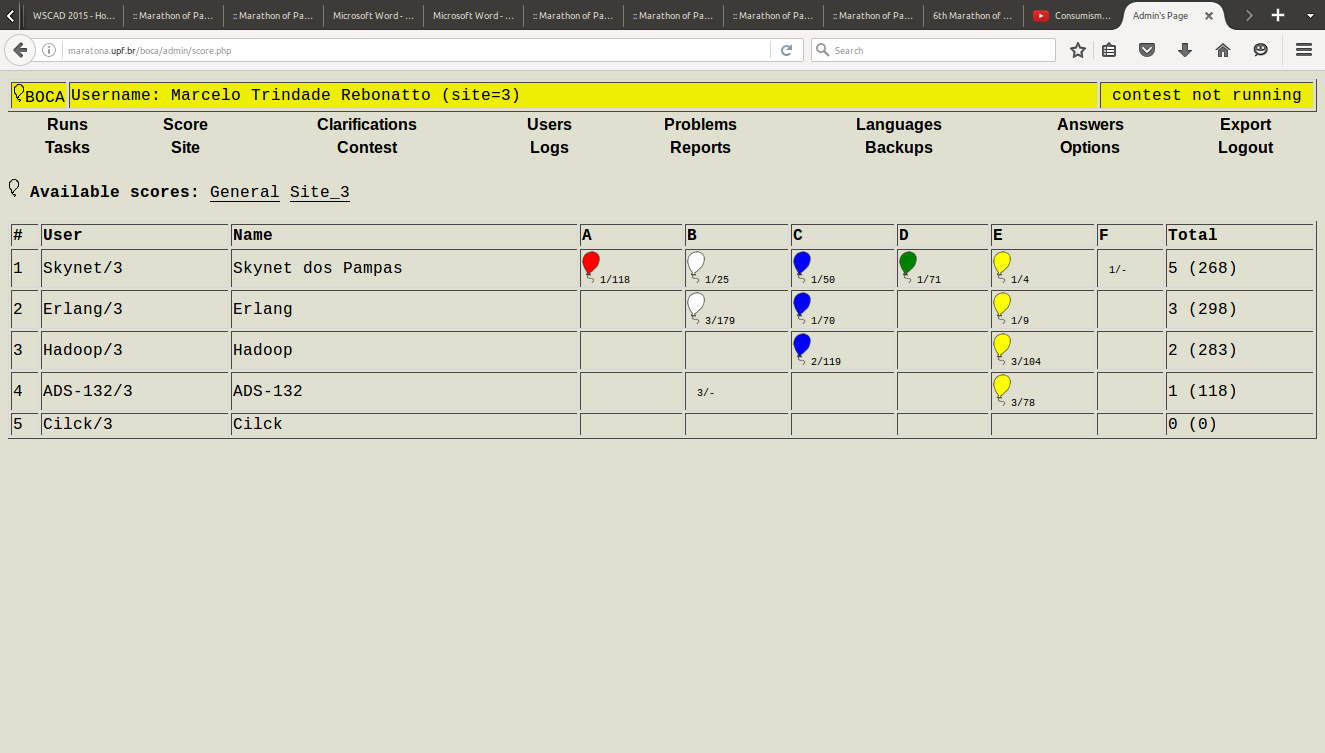 WSCAD 2015 - Ho... :: Marathon of Pa... :: Marathon of Pa... Microsoft Word - ... Microsoft Word - ... :: Marathon of Pa... :: Marathon of Pa... :: Marathon of Pa... :: Marathon of Pa... 6th Marathon of ... Consumism... Admin's Page
maratona.upf.br/boca/admin/score.php Search
BOCA Username: Marcelo Trindade Rebonatto (site=3) contest not running
Runs Score Clarifications Users Problems Languages Answers Export
Tasks Site Contest Logs Reports Backups Options Logout
Available scores: General Site_3
# User Name A B C D E F Total
1 Skynet/3 Skynet dos Pampas 1/118 1/25 1/50 1/71 1/4 1/- 5 (268)
2 Erlang/3 Erlang 3/179 1/70 1/9 3 (298)
3 Hadoop/3 Hadoop 2/119 3/104 2 (283)
4 ADS-132/3 ADS-132 3/- 3/78 1 (118)
5 Cilck/3 Cilck 0 (0)